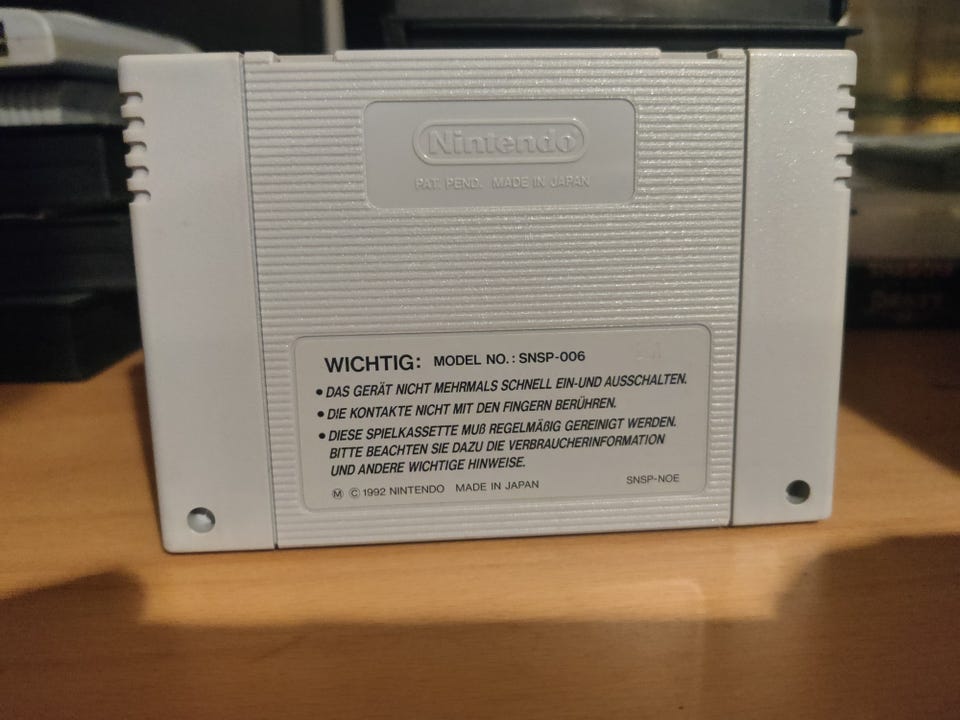 Nintendo
PAT. PEND. MADE IN JAPAN
WICHTIG: MODEL NO.: SNSP-006
• DAS GERÄT NICHT MEHRMALS SCHNELL EIN-UND AUSSCHALTEN.
• DIE KONTAKTE NICHT MIT DEN FINGERN BERÜHREN.
• DIESE SPIELKASSETTE MUß REGELMÄßIG GEREINIGT WERDEN.
BITTE BEACHTEN SIE DAZU DIE VERBRAUCHERINFORMATION
UND ANDERE WICHTIGE HINWEISE.
Ⓜ © 1992 NINTENDO MADE IN JAPAN SNSP-NOE